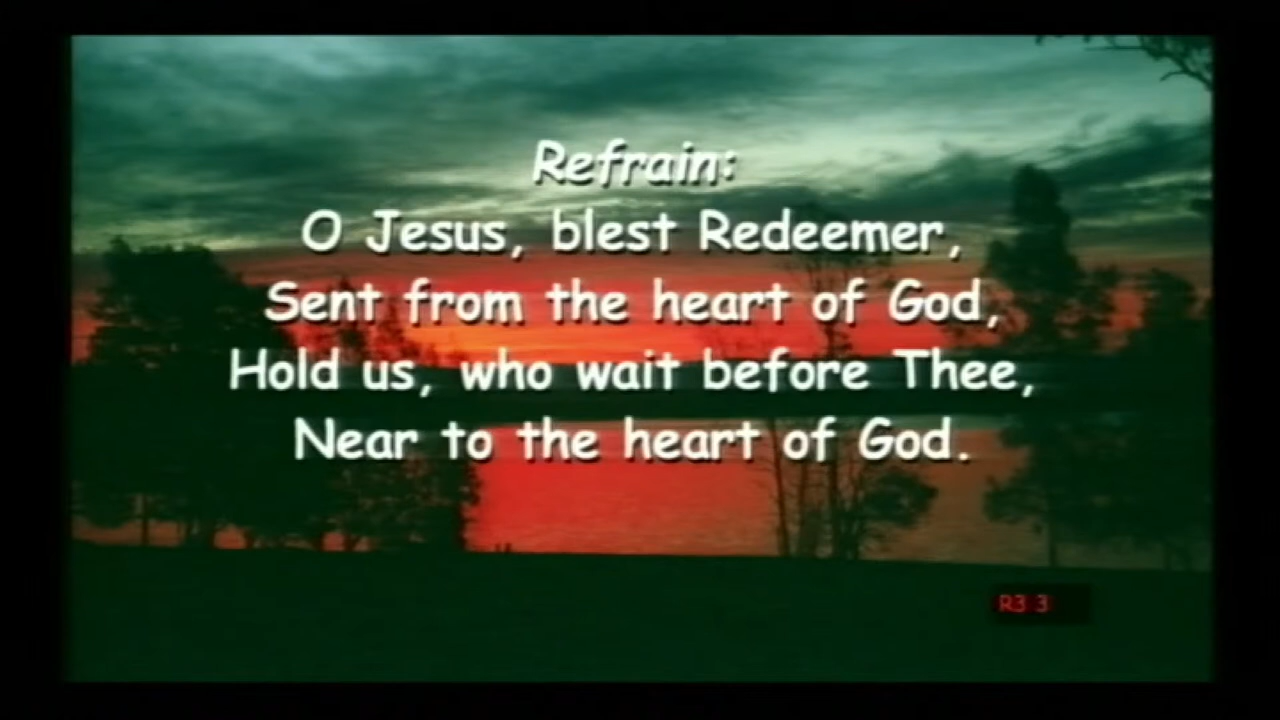 Refrain:
O Jesus, blest Redeemer,
Sent from the heart of God,
Hold us, who wait before Thee,
Near to the heart of God.
R3 3